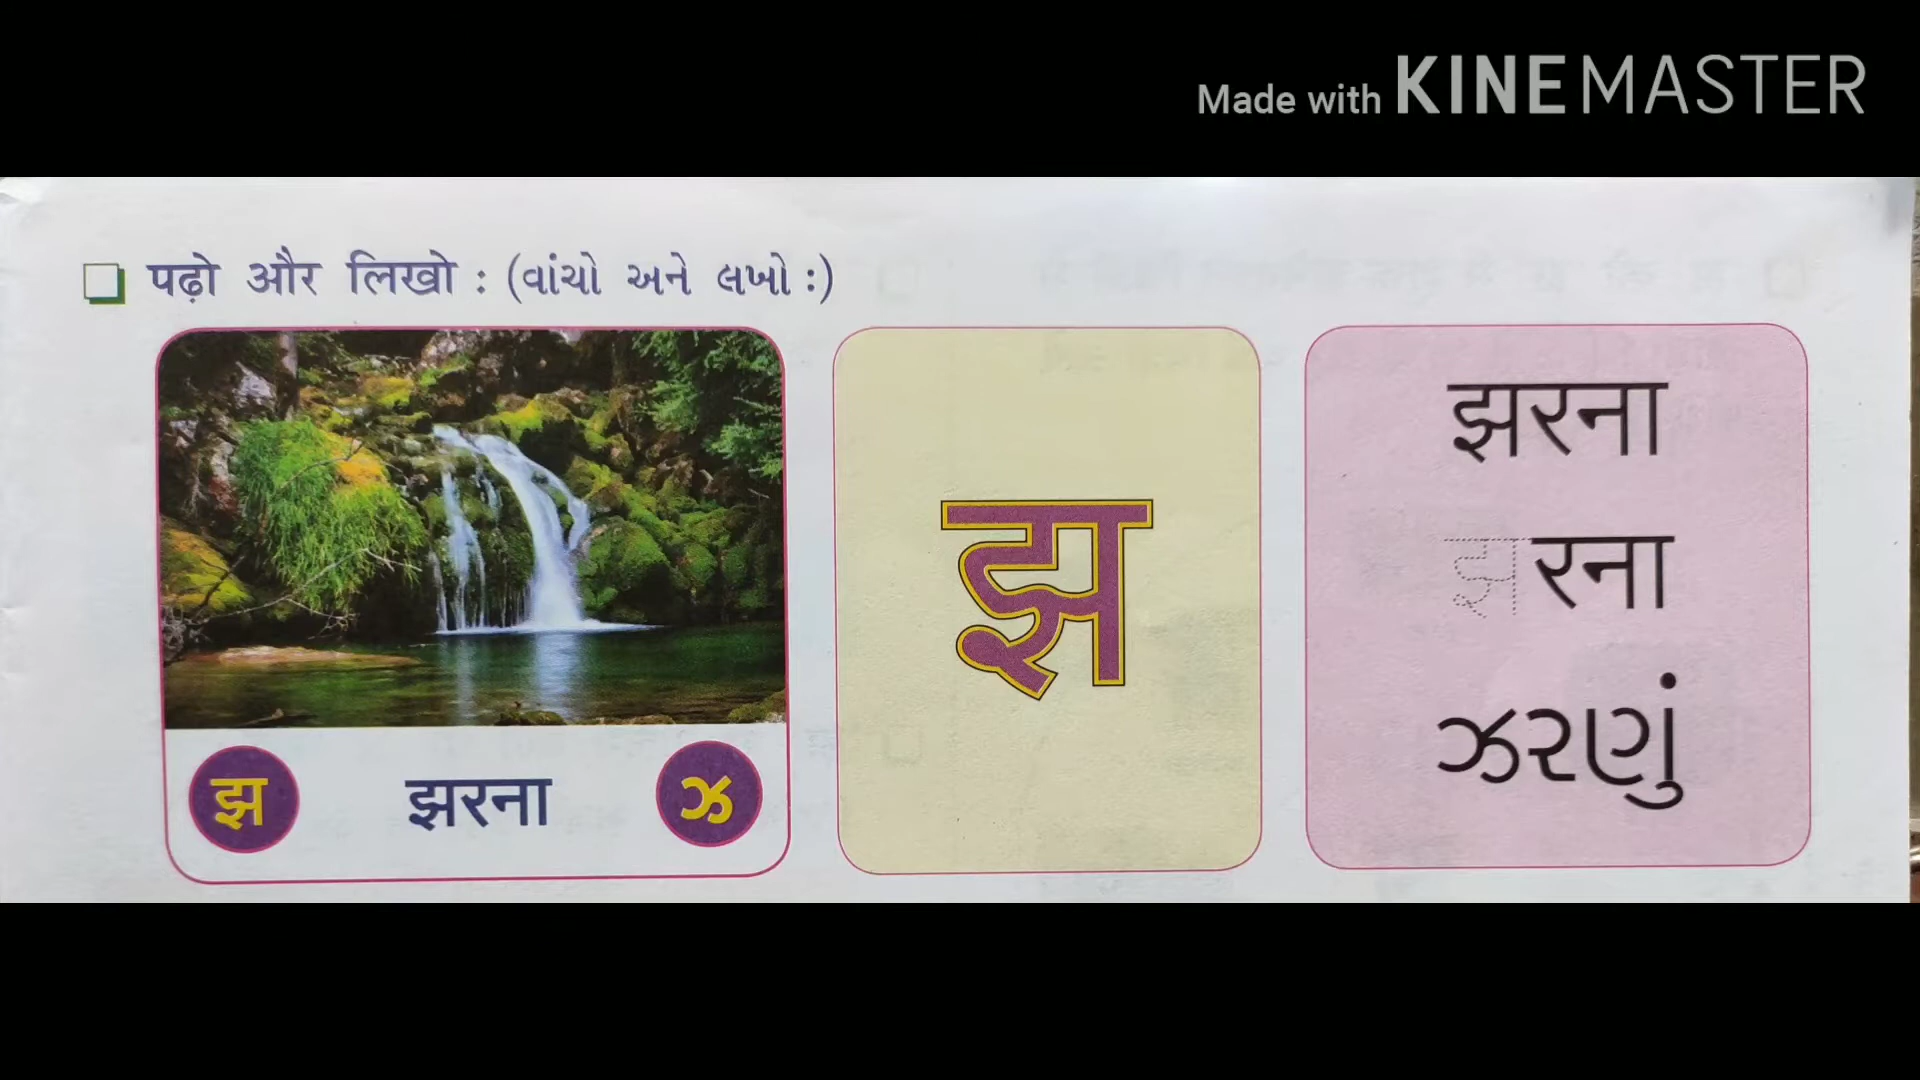 Made with KINEMASTER
पढ़ो और लिखो : (વાંચો અને લખો :)
झ झरना ઝ
झ
झरना
झरना
ઝરણું